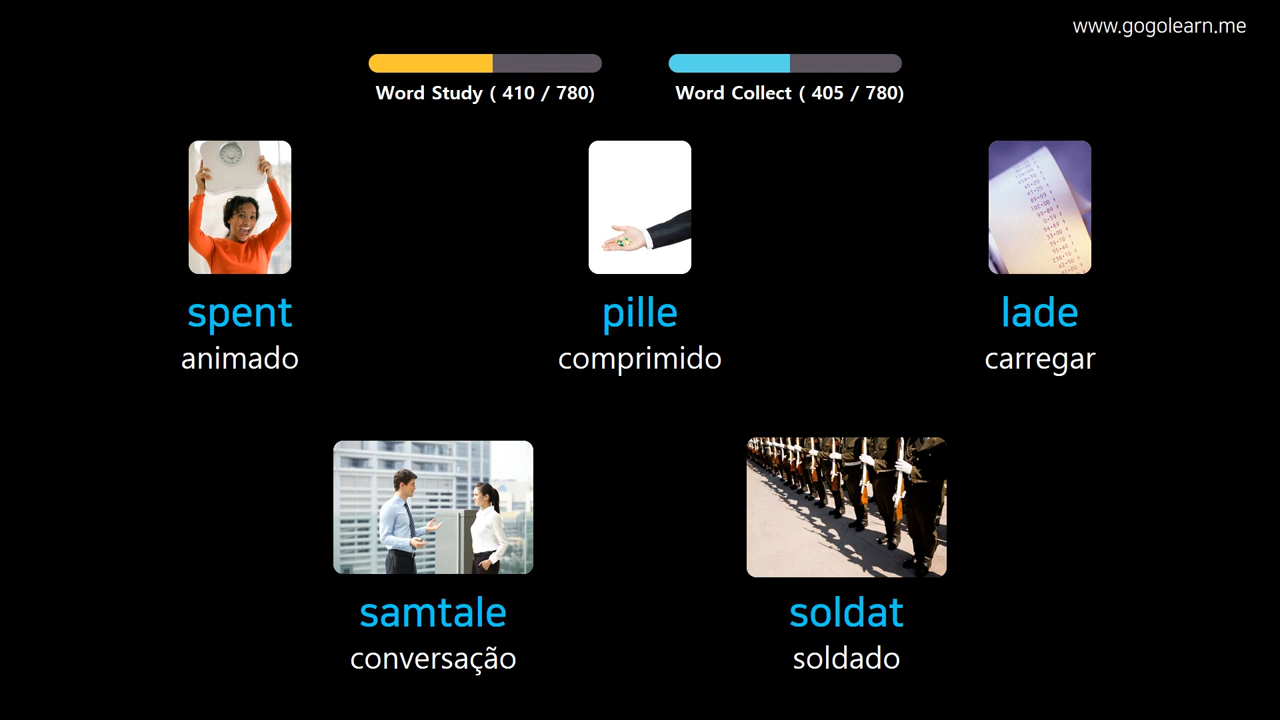 www.gogolearn.me
Word Study ( 410 / 780)
Word Collect ( 405 / 780)
spent
animado
pille
comprimido
lade
carregar
samtale
conversação
soldat
soldado